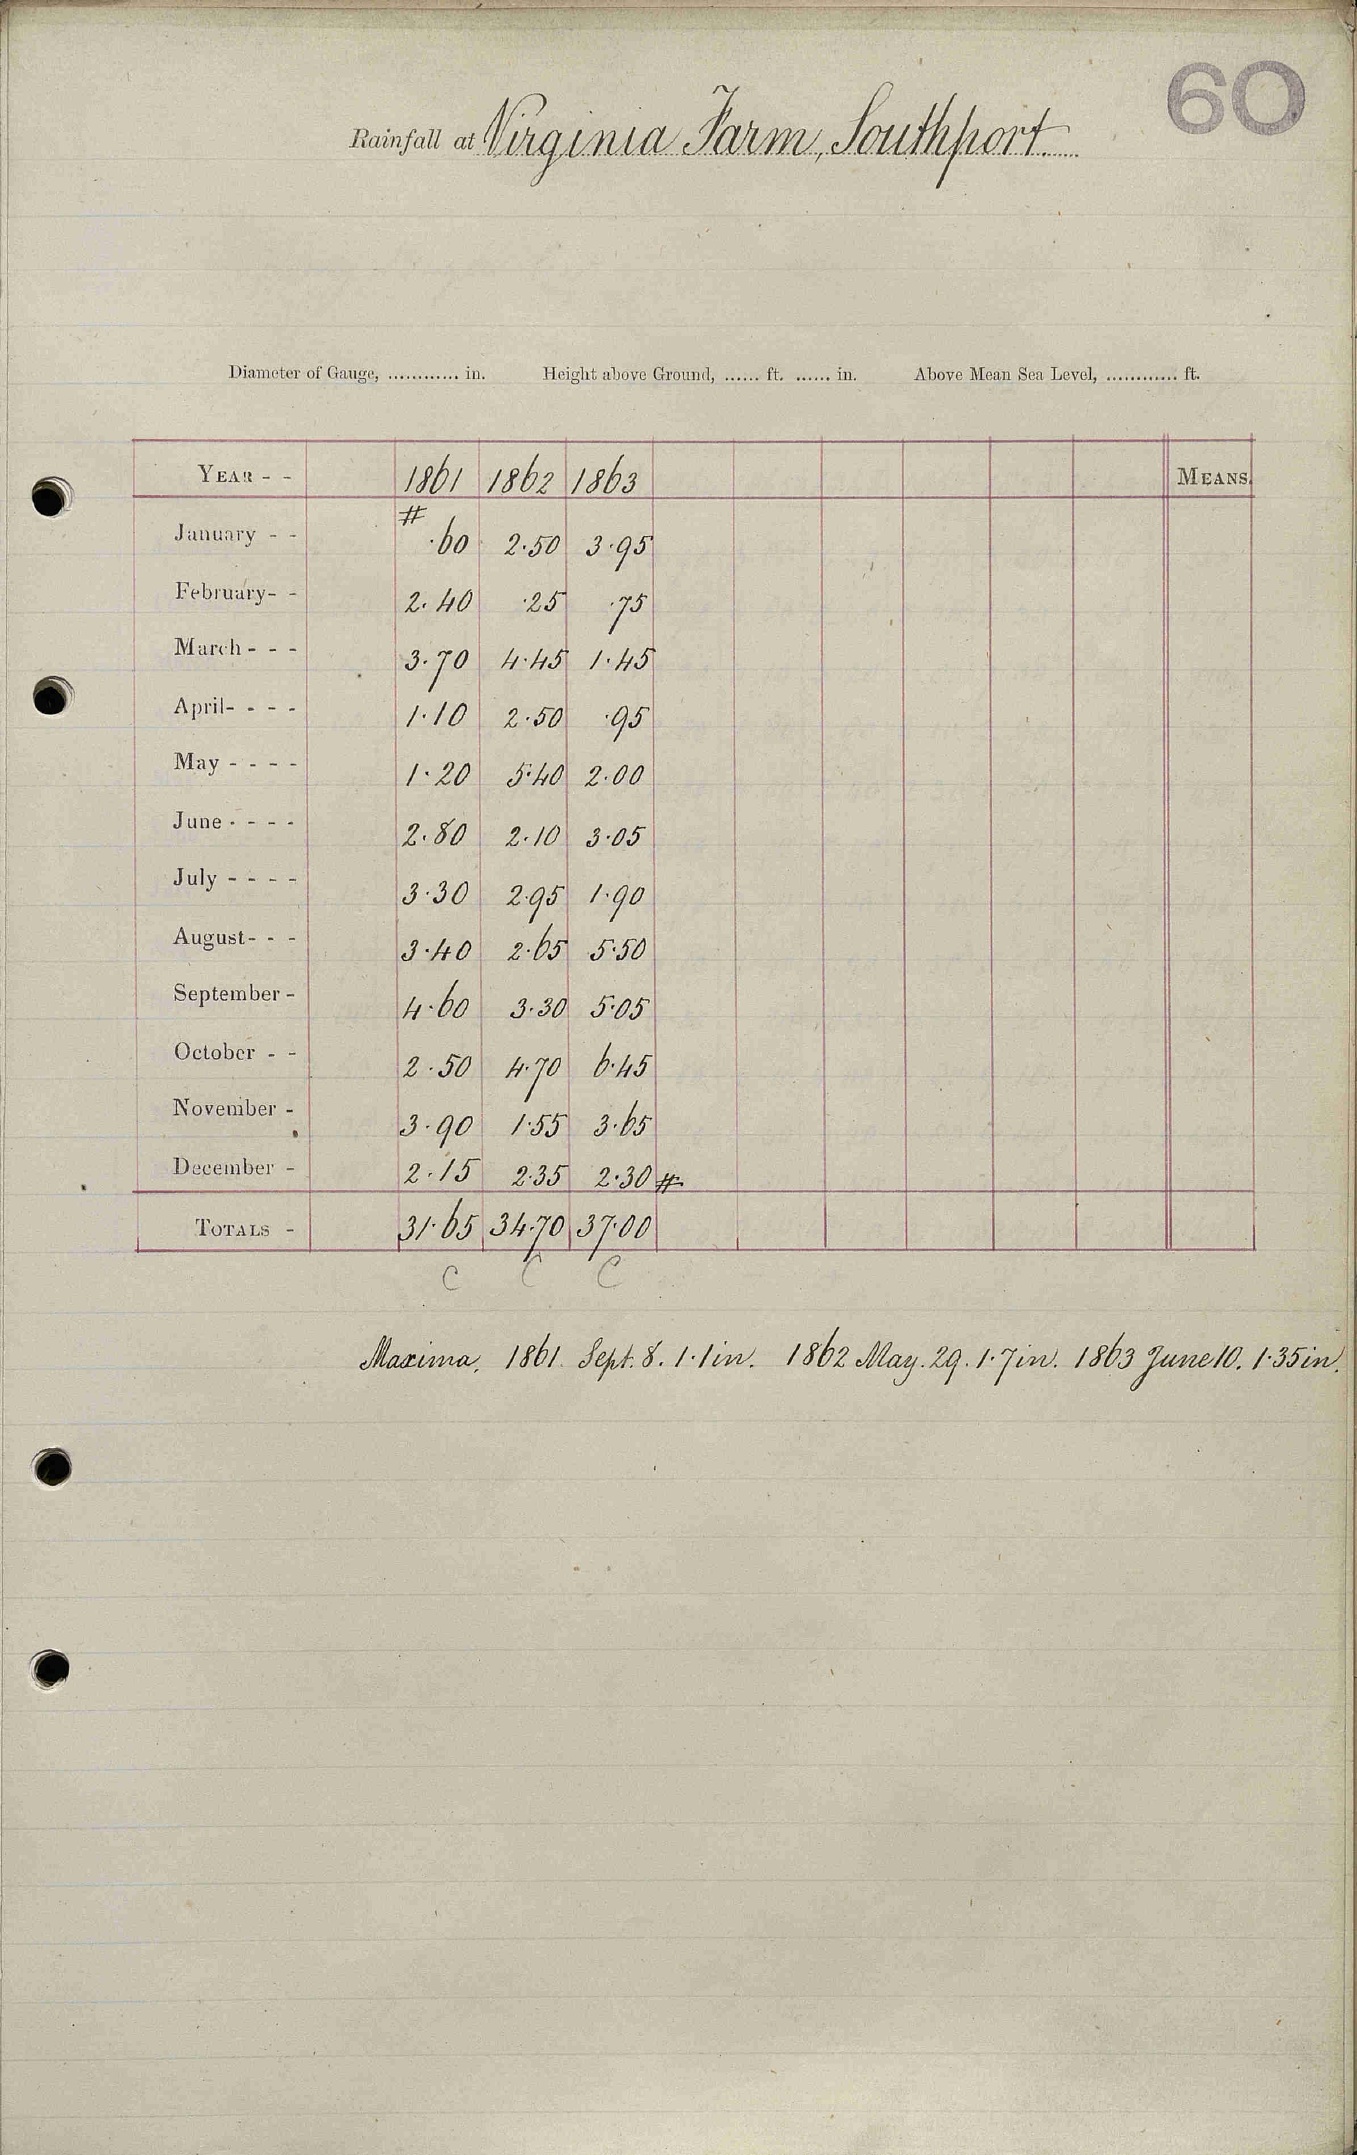 60
Rainfall at Virginia Farm, Southport.
Diameter of Gauge, ............ in. Height above Ground, ...... ft. ...... in. Above Mean Sea Level, ............ ft.
YEAR - - 1861 1862 1863 MEANS.
#
January - - ·60 2·50 3·95
February- - 2·40 ·25 ·75
March - - - 3·70 4·45 1·45
April- - - - 1·10 2·50 ·95
May - - - - 1·20 5·40 2·00
June - - - - 2·80 2·10 3·05
July - - - - 3·30 2·95 1·90
August- - - 3·40 2·65 5·50
September - 4·60 3·30 5·05
October - - 2·50 4·70 6·45
November - 3·90 1·55 3·65
December - 2·15 2·35 2·30 #
TOTALS - 31·65 34·70 37·00
C C C
Maxima, 1861 Sept. 8. 1·1 in. 1862 May. 29. 1·7 in. 1863 June 10. 1·35 in.